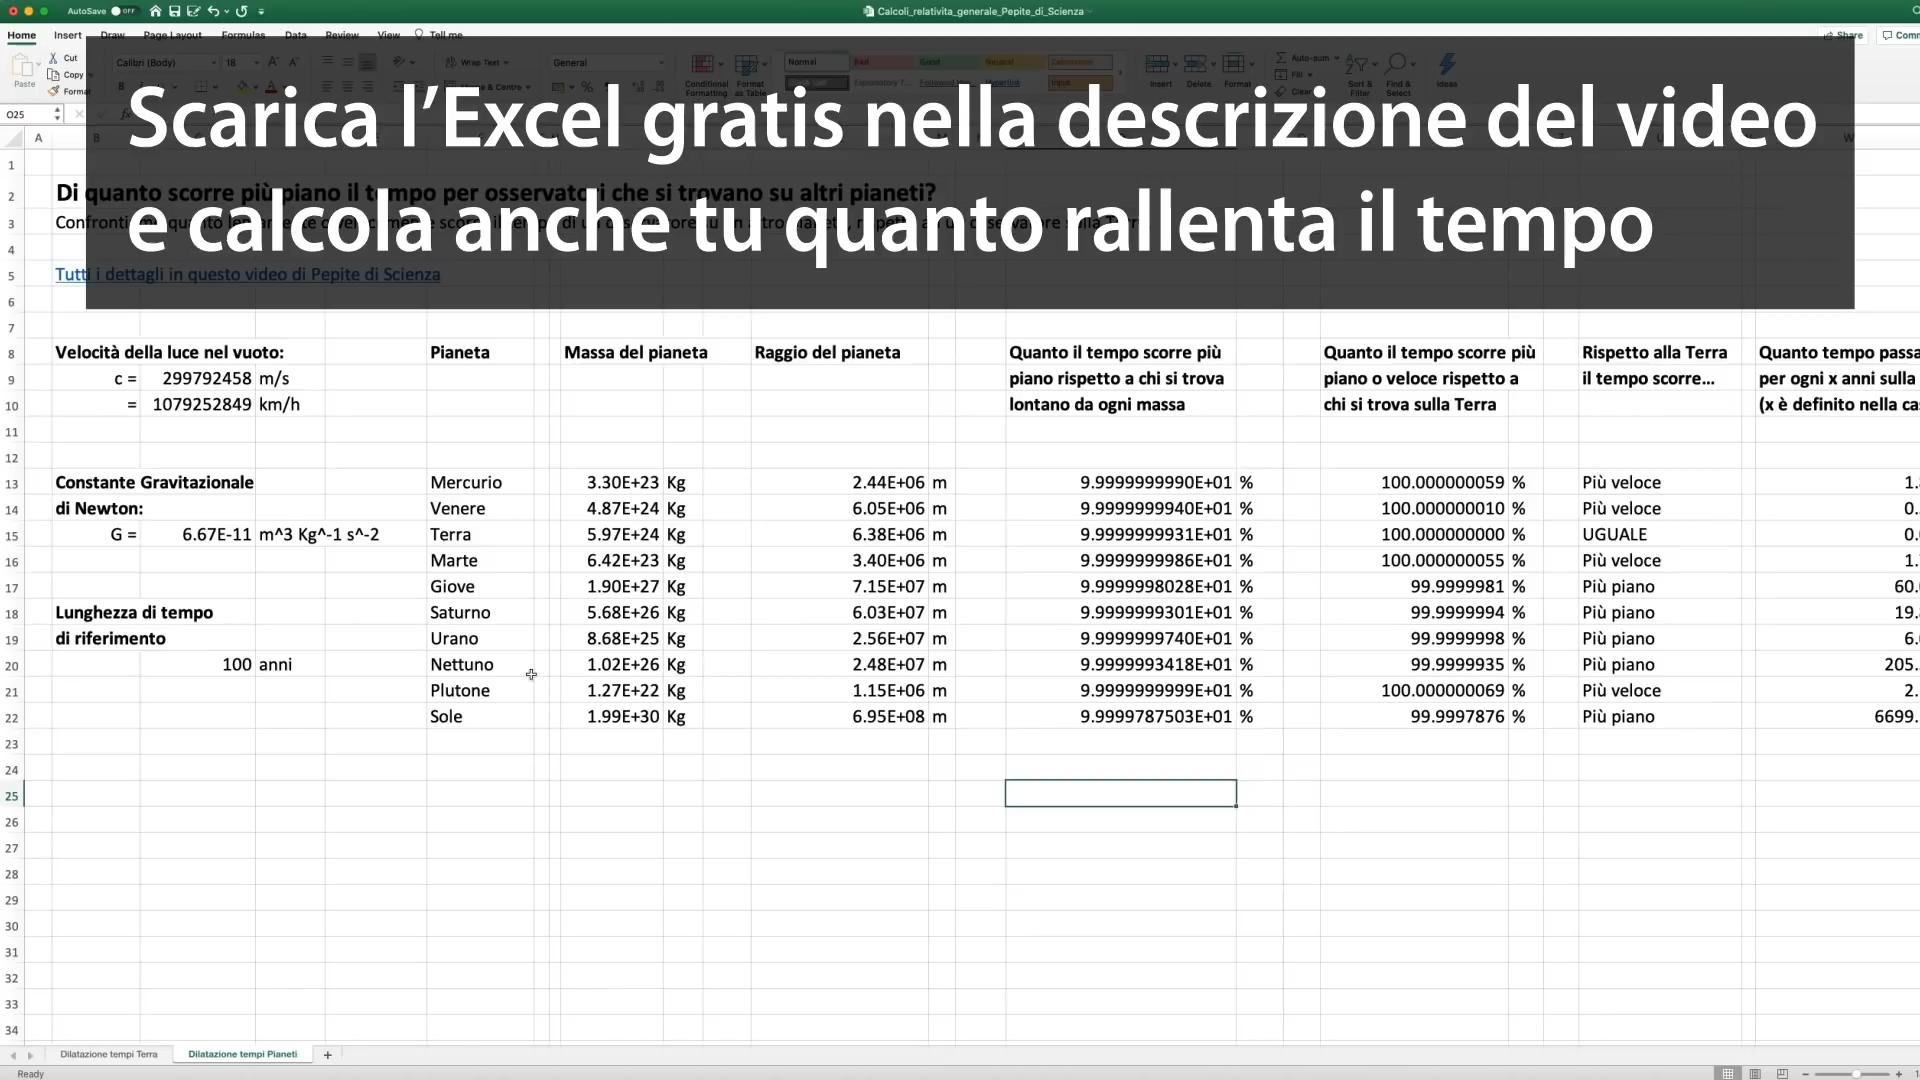 AutoSave OFF
Calcoli_relativita_generale_Pepite_di_Scienza
Home Insert Draw Page Layout Formulas Data Review View Tell me
Share
Cut
Copy
Format
Paste
Calibri (Body) 18
Wrap Text
General
Conditional Formatting
Format as Table
Normal Bad Good Neutral Calculation
Explanatory T... Followed Hy... Hyperlink Input
Insert Delete Format
Auto-sum
Fill
Clear
Sort & Filter
Find & Select
Ideas
O25
Scarica l’Excel gratis nella descrizione del video
e calcola anche tu quanto rallenta il tempo
Di quanto scorre più piano il tempo per osservatori che si trovano su altri pianeti?
Tutti i dettagli in questo video di Pepite di Scienza
Velocità della luce nel vuoto: Pianeta Massa del pianeta Raggio del pianeta Quanto il tempo scorre più Quanto il tempo scorre più Rispetto alla Terra Quanto tempo passa
c = 299792458 m/s piano rispetto a chi si trova piano o veloce rispetto a il tempo scorre... per ogni x anni sulla
= 1079252849 km/h lontano da ogni massa chi si trova sulla Terra (x è definito nella ca
Constante Gravitazionale Mercurio 3.30E+23 Kg 2.44E+06 m 9.9999999990E+01 % 100.000000059 % Più veloce 1.
di Newton: Venere 4.87E+24 Kg 6.05E+06 m 9.9999999940E+01 % 100.000000010 % Più veloce 0.
G = 6.67E-11 m^3 Kg^-1 s^-2 Terra 5.97E+24 Kg 6.38E+06 m 9.9999999931E+01 % 100.000000000 % UGUALE 0.
Marte 6.42E+23 Kg 3.40E+06 m 9.9999999986E+01 % 100.000000055 % Più veloce 1.
Giove 1.90E+27 Kg 7.15E+07 m 9.9999998028E+01 % 99.9999981 % Più piano 60.
Lunghezza di tempo Saturno 5.68E+26 Kg 6.03E+07 m 9.9999999301E+01 % 99.9999994 % Più piano 19.
di riferimento Urano 8.68E+25 Kg 2.56E+07 m 9.9999999740E+01 % 99.9999998 % Più piano 6.
100 anni Nettuno 1.02E+26 Kg 2.48E+07 m 9.9999993418E+01 % 99.9999935 % Più piano 205.
Plutone 1.27E+22 Kg 1.15E+06 m 9.9999999999E+01 % 100.000000069 % Più veloce 2.
Sole 1.99E+30 Kg 6.95E+08 m 9.9999787503E+01 % 99.9997876 % Più piano 6699.
Dilatazione tempi Terra Dilatazione tempi Pianeti +
Ready